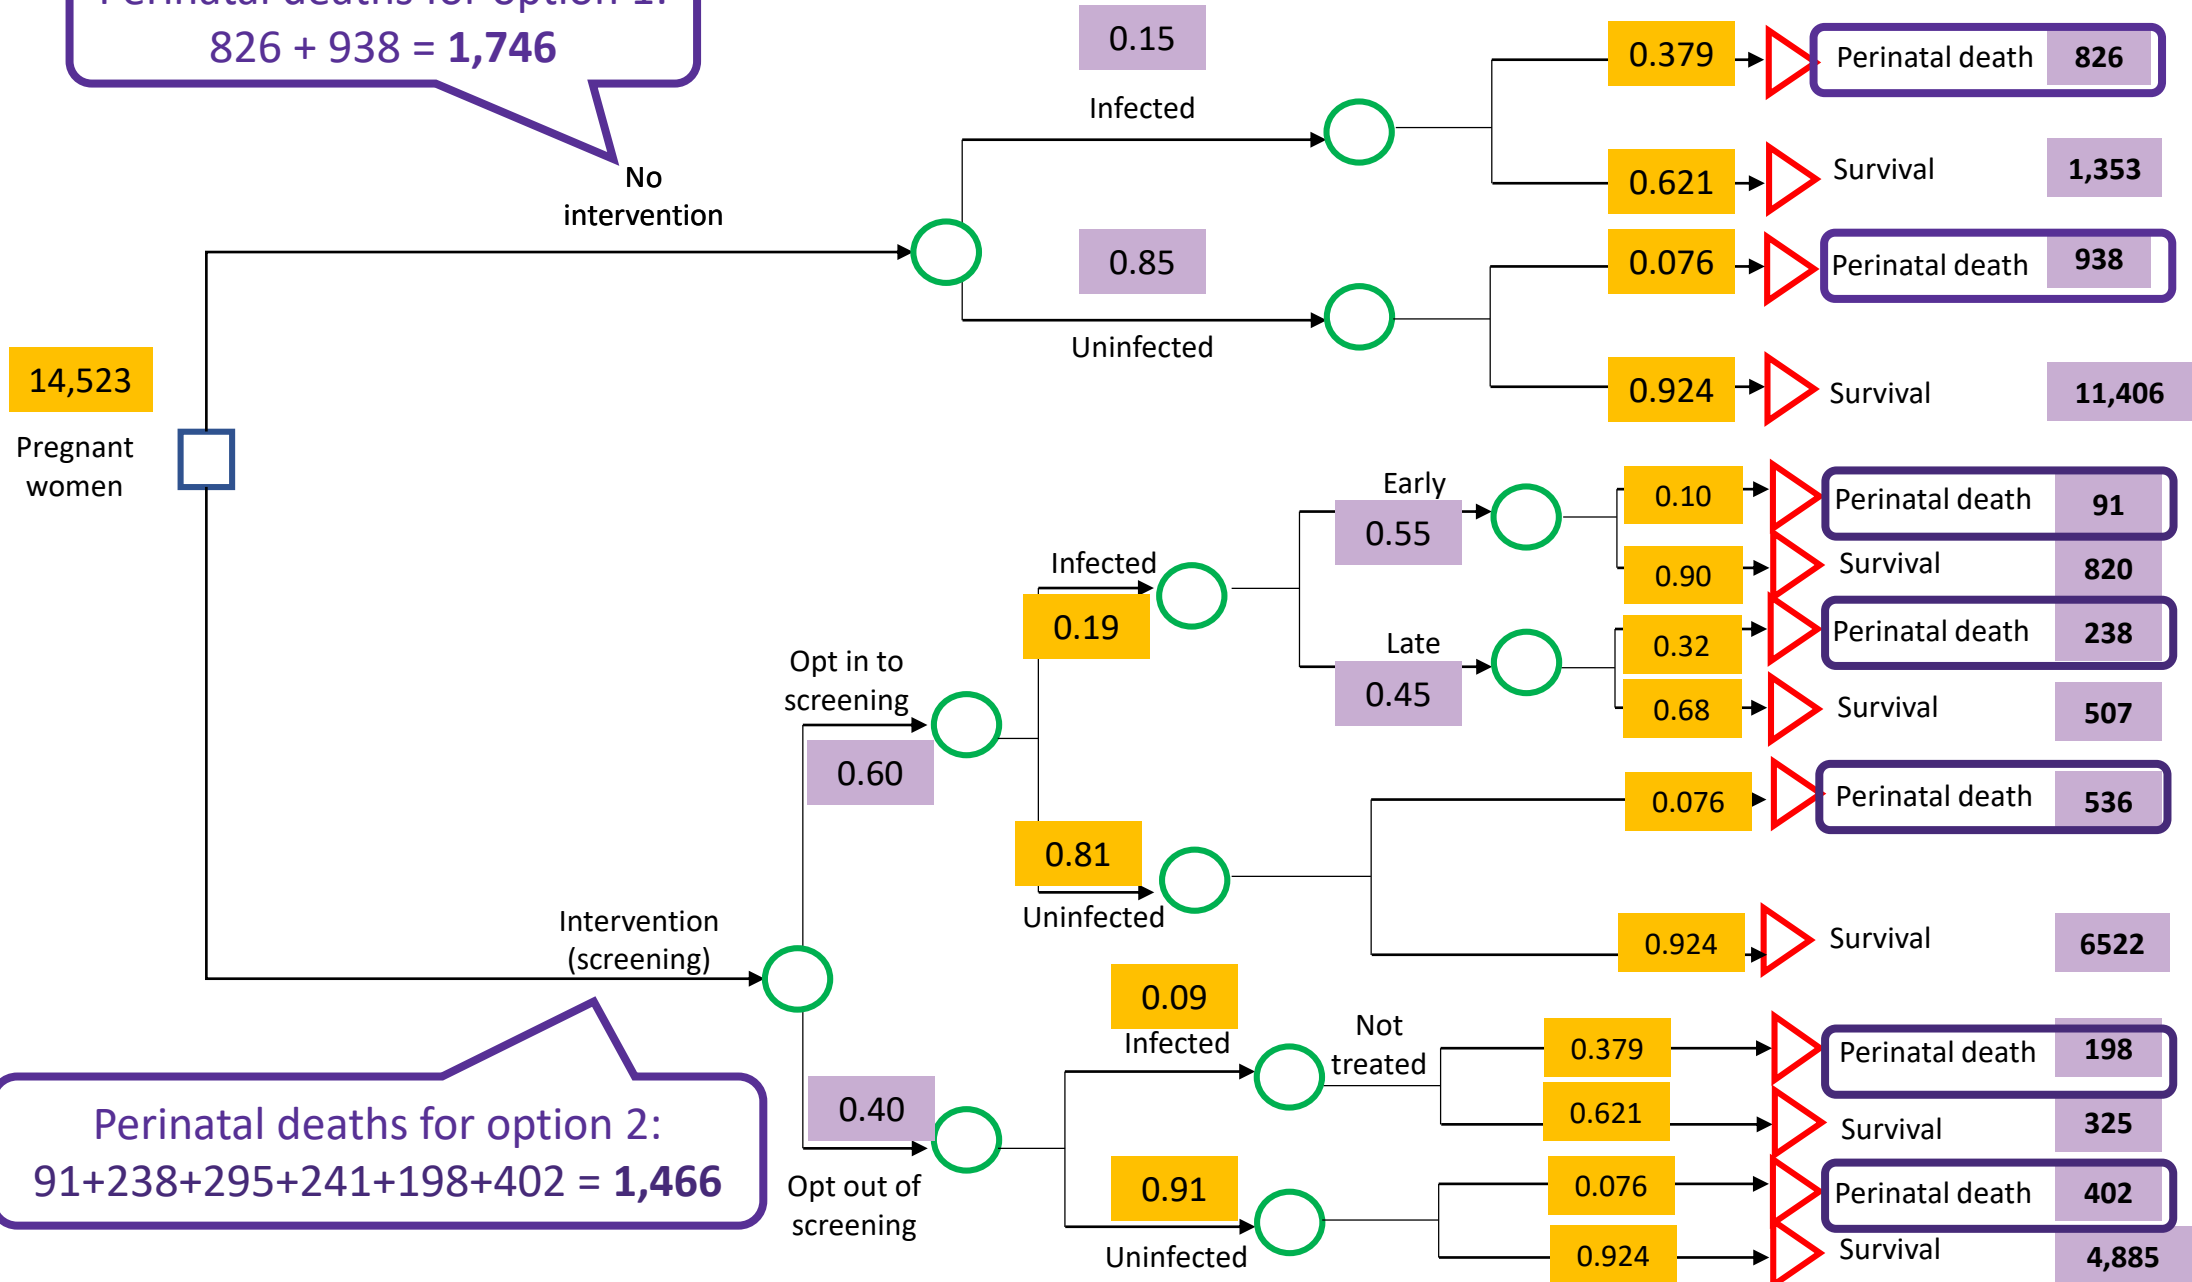 Perinatal deaths for option 1:
826 + 938 = 1,746
No
intervention
0.15
Infected
0.85
Uninfected
0.379
Perinatal death 826
0.621
Survival 1,353
0.076
Perinatal death 938
0.924
Survival 11,406
14,523
Pregnant
women
Intervention
(screening)
Opt in to
screening
0.60
Infected
0.19
Early
0.55
0.10
Perinatal death 91
0.90
Survival 820
Late
0.45
0.32
Perinatal death 238
0.68
Survival 507
0.81
Uninfected
0.076
Perinatal death 536
0.924
Survival 6522
0.40
Opt out of
screening
0.09
Infected
Not
treated
0.379
Perinatal death 198
0.621
Survival 325
0.91
Uninfected
0.076
Perinatal death 402
0.924
Survival 4,885
Perinatal deaths for option 2:
91+238+295+241+198+402 = 1,466